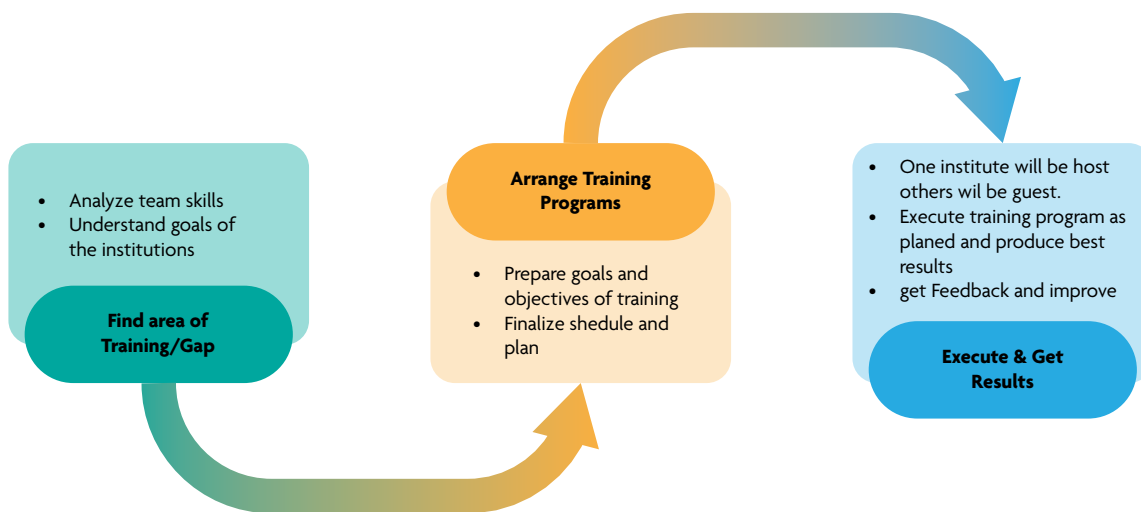 • Analyze team skills
• Understand goals of
the institutions
Find area of
Training/Gap
Arrange Training
Programs
• Prepare goals and
objectives of training
• Finalize shedule and
plan
• One institute will be host
others wil be guest.
• Execute training program as
planed and produce best
results
• get Feedback and improve
Execute & Get
Results